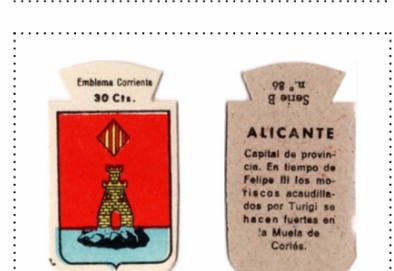 Emblema Corriente
30 Cts.
Serie B
n.° 86
ALICANTE
Capital de provin-
cia. En tiempo de
Felipe III los mo-
riscos acaudilla-
dos por Turigi se
hacen fuertes en
la Muela de
Cortés.